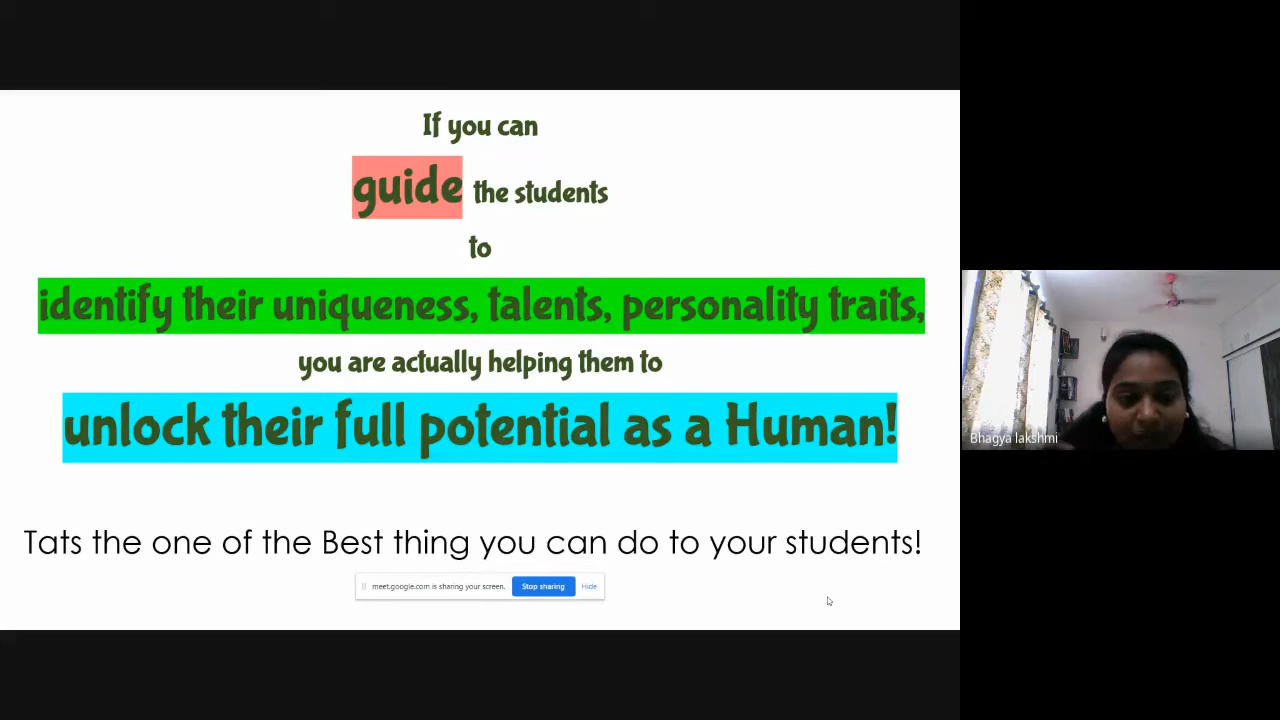 If you can
guide the students
to
identify their uniqueness, talents, personality traits,
you are actually helping them to
unlock their full potential as a Human!
Tats the one of the Best thing you can do to your students!
meet.google.com is sharing your screen. Stop sharing Hide
Bhagya lakshmi